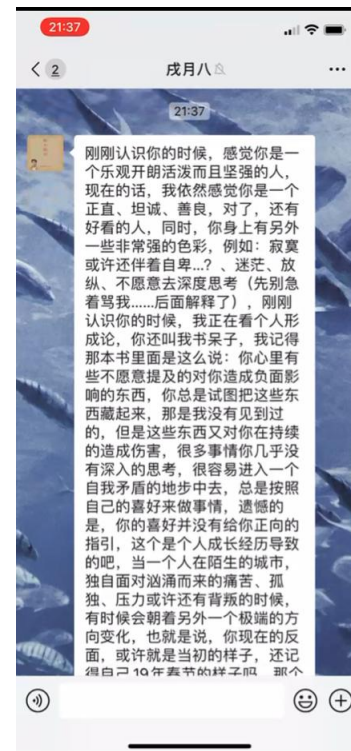 21:37
2
戌月八
21:37
刚刚认识你的时候，感觉你是一
个乐观开朗活泼而且坚强的人，
现在的话，我依然感觉你是一个
正直、坦诚、善良，对了，还有
好看的人，同时，你身上有另外
一些非常强的色彩，例如：寂寞
或许还伴着自卑...？、迷茫、放
纵、不愿意去深度思考（先别急
着骂我......后面解释了），刚刚
认识你的时候，我正在看个人形
成论，你还叫我书呆子，我记得
那本书里面是这么说：你心里有
些不愿意提及的对你造成负面影
响的东西，你总是试图把这些东
西藏起来，那是我没有见到过
的，但是这些东西又对你在持续
的造成伤害，很多事情你几乎没
有深入的思考，很容易进入一个
自我矛盾的地步中去，总是按照
自己的喜好来做事情，遗憾的
是，你的喜好并没有给你正向的
指引，这个是个人成长经历导致
的吧，当一个人在陌生的城市，
独自面对汹涌而来的痛苦、孤
独、压力或许还有背叛的时候，
有时候会朝着另外一个极端的方
向变化，也就是说，你现在的反
面，或许就是当初的样子，还记
得自己19年春节的样子吗，那个